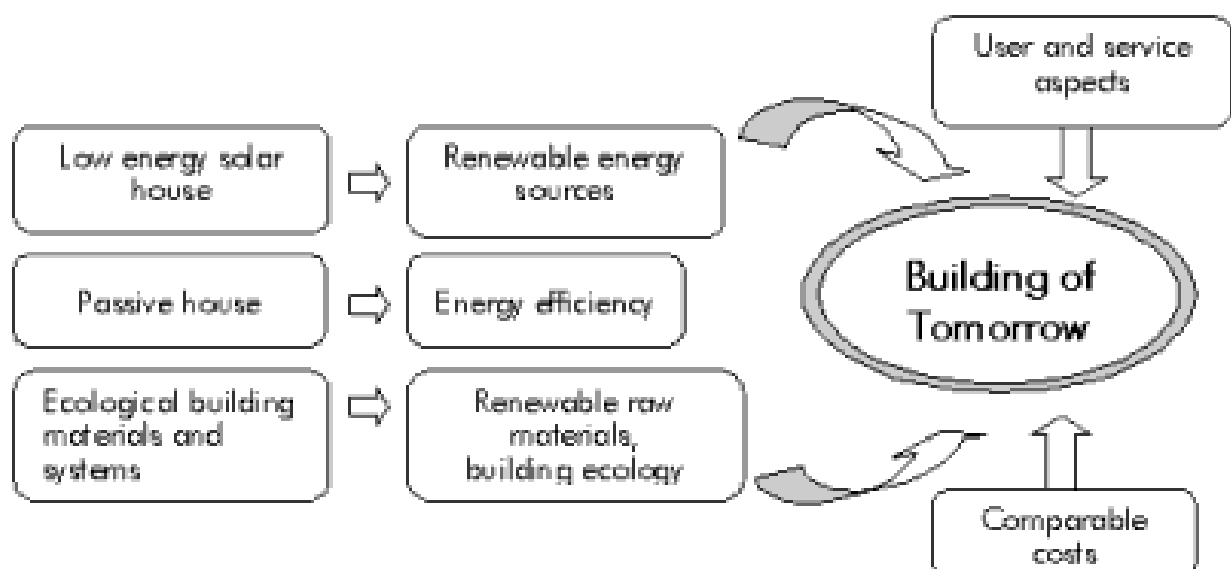 User and service
aspects
Low energy solar
house
Renewable energy
sources
Passive house
Energy efficiency
Building of
Tomorrow
Ecological building
materials and
systems
Renewable raw
materials,
building ecology
Comparable
costs